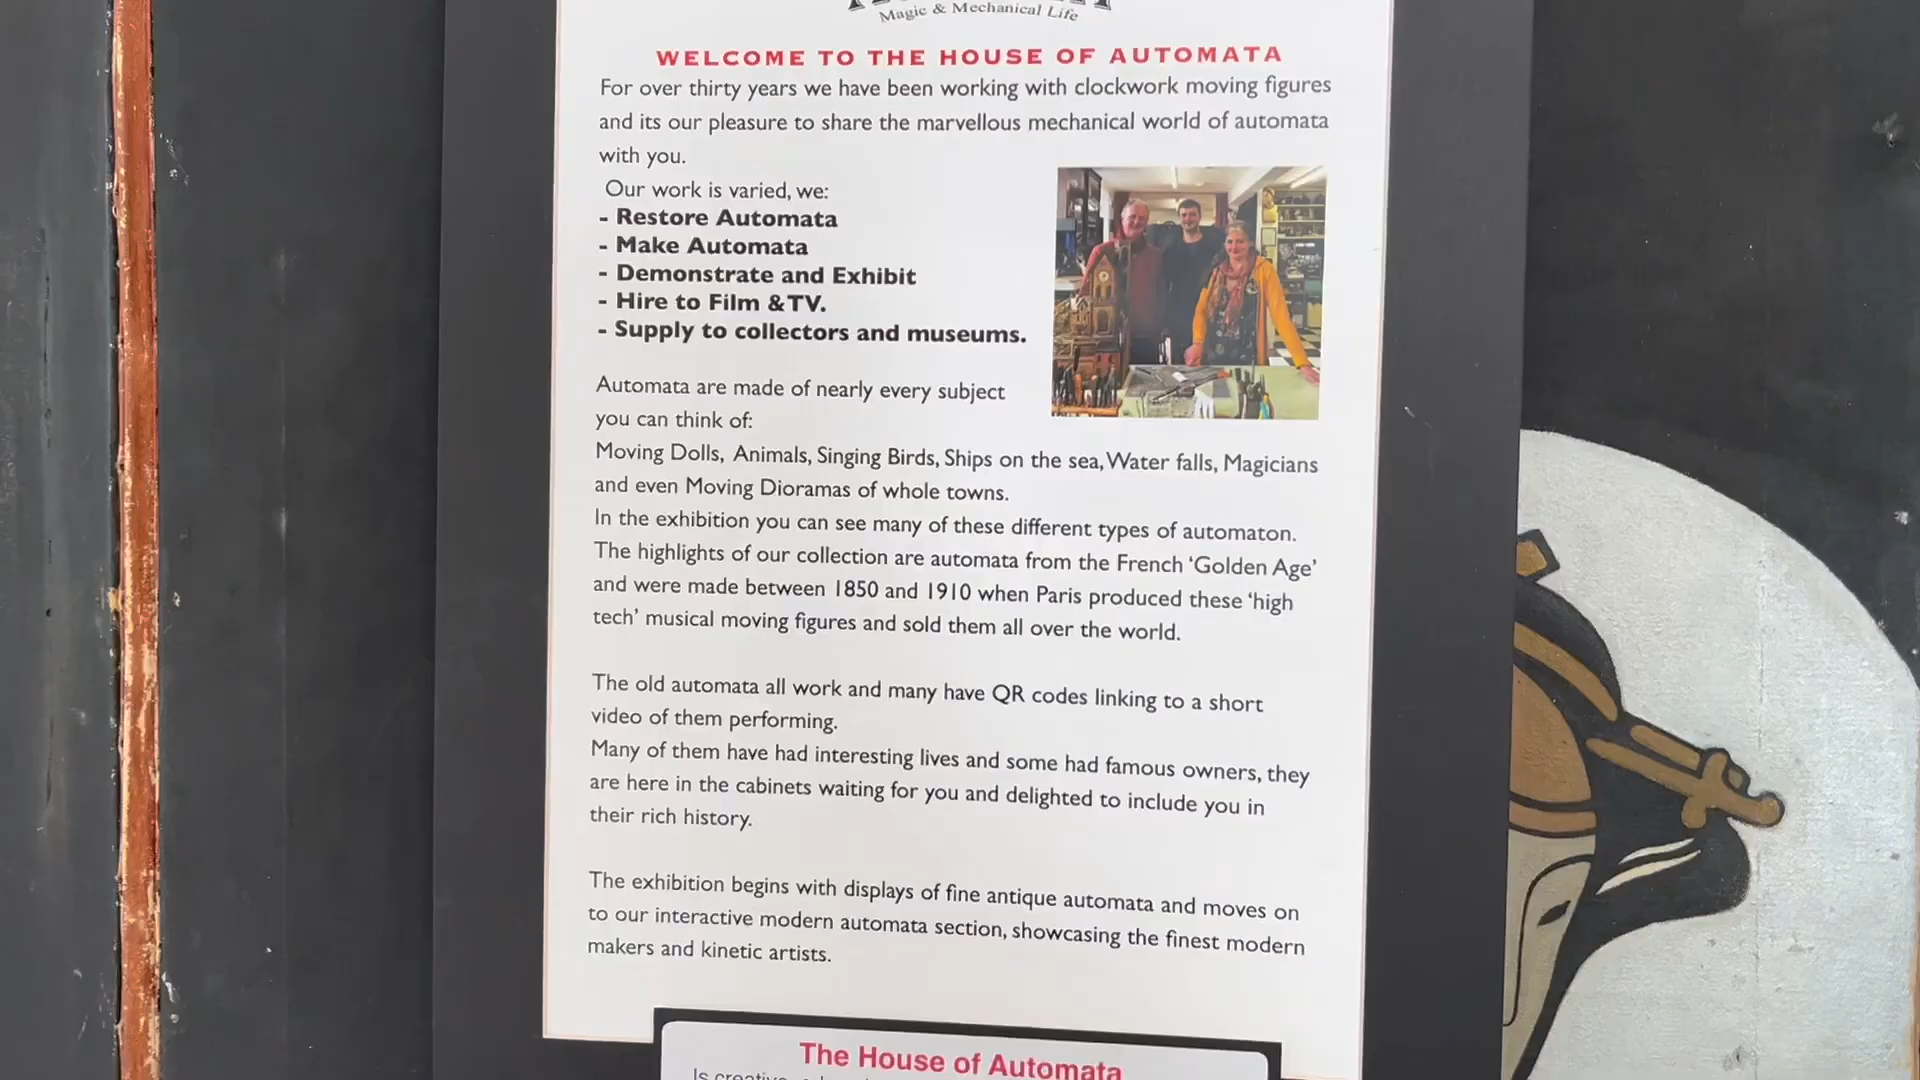 Magic & Mechanical Life
WELCOME TO THE HOUSE OF AUTOMATA
For over thirty years we have been working with clockwork moving figures
and its our pleasure to share the marvellous mechanical world of automata
with you.
Our work is varied, we:
- Restore Automata
- Make Automata
- Demonstrate and Exhibit
- Hire to Film & TV.
- Supply to collectors and museums.
Automata are made of nearly every subject
you can think of:
Moving Dolls, Animals, Singing Birds, Ships on the sea, Water falls, Magicians
and even Moving Dioramas of whole towns.
In the exhibition you can see many of these different types of automaton.
The highlights of our collection are automata from the French ‘Golden Age’
and were made between 1850 and 1910 when Paris produced these ‘high
tech’ musical moving figures and sold them all over the world.
The old automata all work and many have QR codes linking to a short
video of them performing.
Many of them have had interesting lives and some had famous owners, they
are here in the cabinets waiting for you and delighted to include you in
their rich history.
The exhibition begins with displays of fine antique automata and moves on
to our interactive modern automata section, showcasing the finest modern
makers and kinetic artists.
The House of Automata
Is